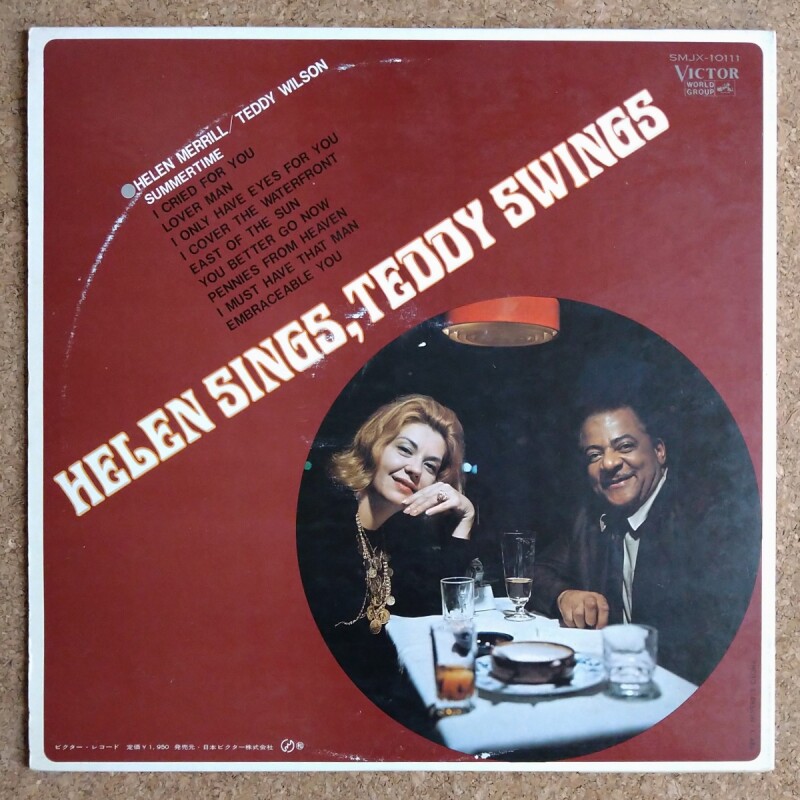 SMJX-10111
VICTOR
WORLD
GROUP
HELEN MERRILL/TEDDY WILSON
SUMMERTIME
I CRIED FOR YOU
LOVER MAN
I ONLY HAVE EYES FOR YOU
I COVER THE WATERFRONT
EAST OF THE SUN
YOU BETTER GO NOW
PENNIES FROM HEAVEN
I MUST HAVE THAT MAN
EMBRACEABLE YOU
HELEN SINGS, TEDDY SWINGS
ビクター・レコード 定価¥1,950 発売元・日本ビクター株式会社